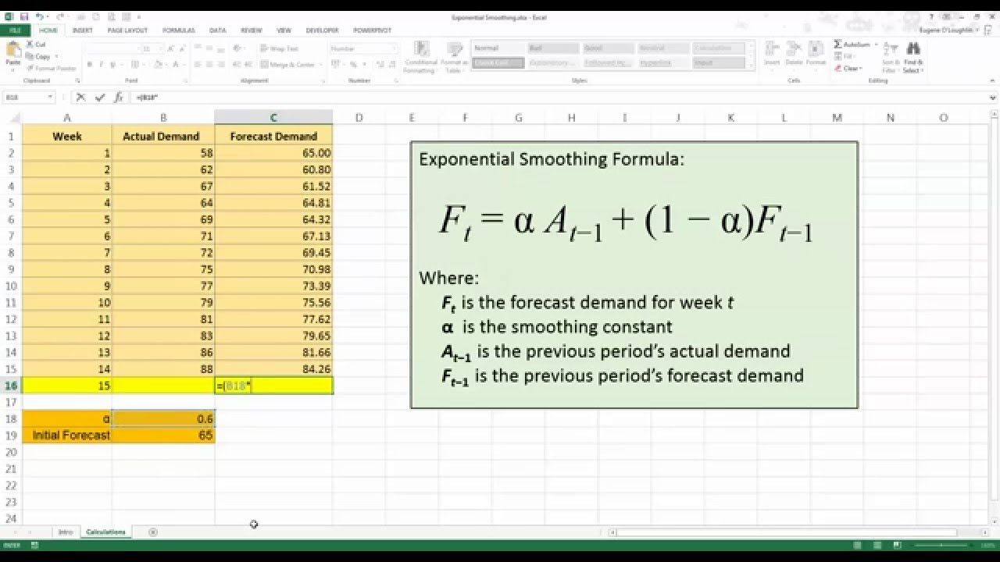 Exponential Smoothing.xlsx - Excel
FILE HOME INSERT PAGE LAYOUT FORMULAS DATA REVIEW VIEW DEVELOPER POWERPIVOT
Eugene O'Loughlin
Paste
Cut
Copy
Format Painter
Wrap Text
Merge & Center
Number
Conditional Formatting
Format as Table
Normal Bad Good Neutral Calculation
Check Cell Explanatory ... Followed Hy... Hyperlink Input
Insert Delete Format
AutoSum
Fill
Clear
Sort & Filter
Find & Select
Clipboard Font Alignment Number Styles Cells Editing
B18 =(B18*
A B C D E F G H I J K L M N O
1 Week Actual Demand Forecast Demand
2 1 58 65.00
3 2 62 60.80
4 3 67 61.52
5 4 64 64.81
6 5 69 64.32
7 6 71 67.13
8 7 72 69.45
9 8 75 70.98
10 9 77 73.39
11 10 79 75.56
12 11 81 77.62
13 12 83 79.65
14 13 86 81.66
15 14 88 84.26
16 15 =(B18*
17
18 α 0.6
19 Initial Forecast 65
20
21
22
23
24
Exponential Smoothing Formula:
Fₜ = α Aₜ₋₁ + (1 − α)Fₜ₋₁
Where:
Fₜ is the forecast demand for week t
α is the smoothing constant
Aₜ₋₁ is the previous period's actual demand
Fₜ₋₁ is the previous period's forecast demand
Intro Calculations
ENTER
160%